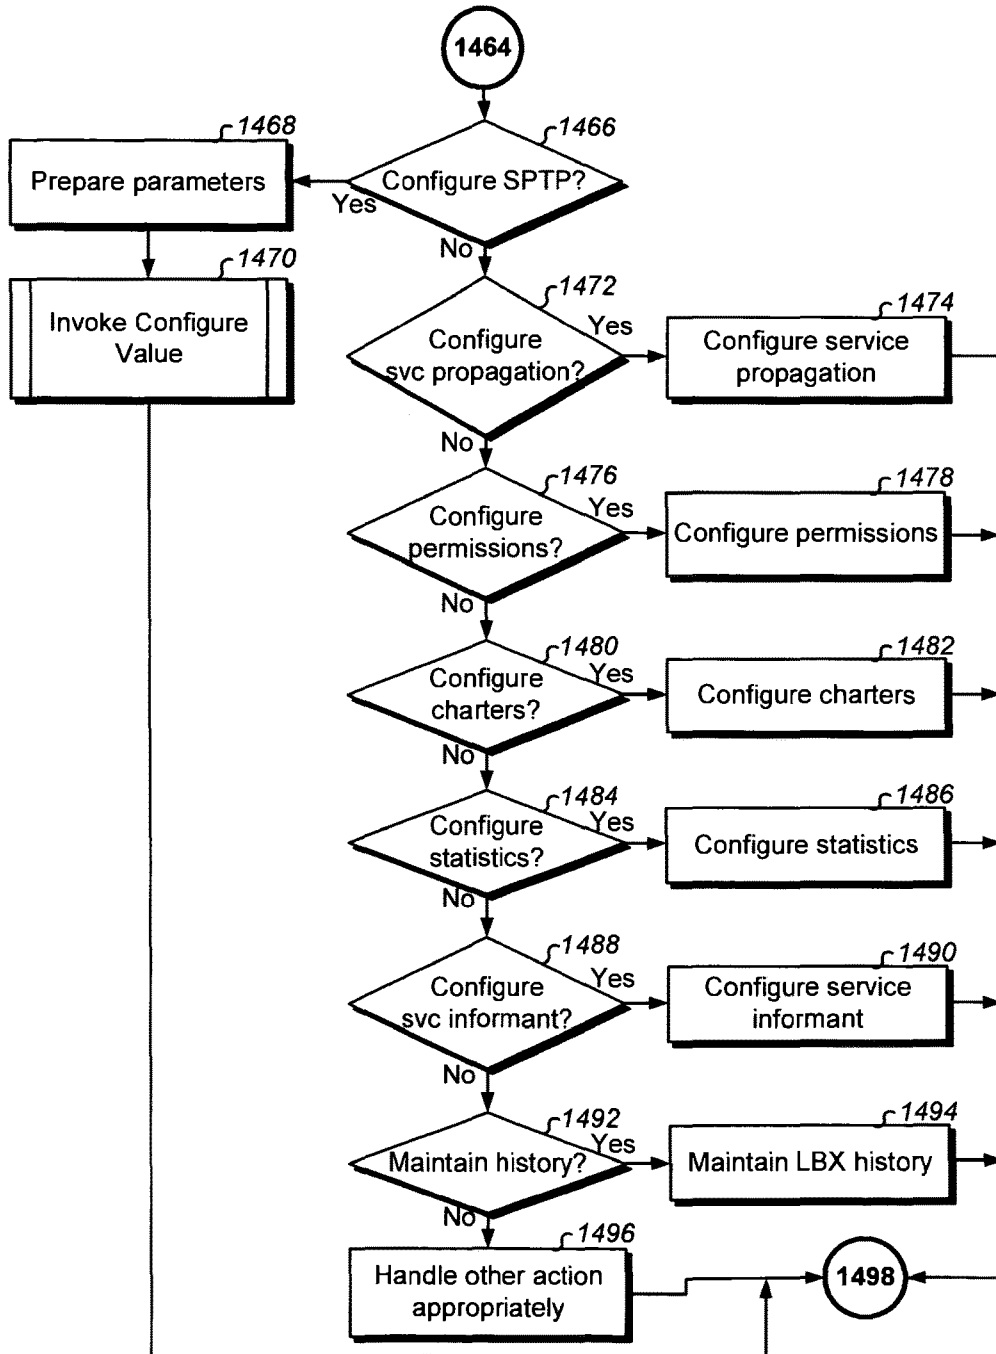 1464
1466
Configure SPTP?
Yes
No
1468
Prepare parameters
1470
Invoke Configure
Value
1472
Configure
svc propagation?
Yes
No
1474
Configure service
propagation
1476
Configure
permissions?
Yes
No
1478
Configure permissions
1480
Configure
charters?
Yes
No
1482
Configure charters
1484
Configure
statistics?
Yes
No
1486
Configure statistics
1488
Configure
svc informant?
Yes
No
1490
Configure service
informant
1492
Maintain history?
Yes
No
1494
Maintain LBX history
1496
Handle other action
appropriately
1498